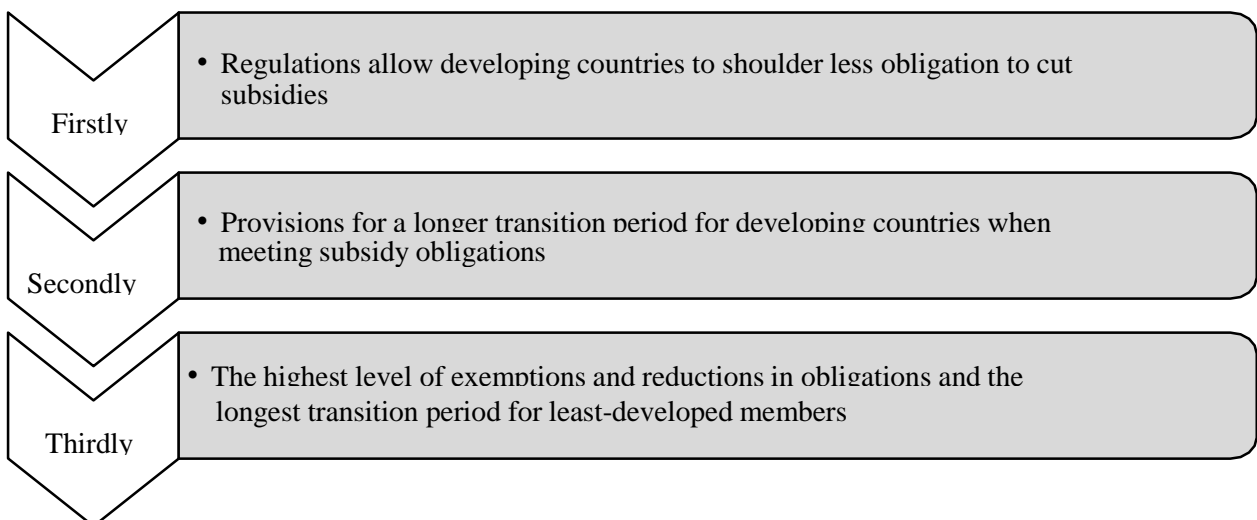 Firstly
• Regulations allow developing countries to shoulder less obligation to cut
subsidies
Secondly
• Provisions for a longer transition period for developing countries when
meeting subsidy obligations
Thirdly
• The highest level of exemptions and reductions in obligations and the
longest transition period for least-developed members